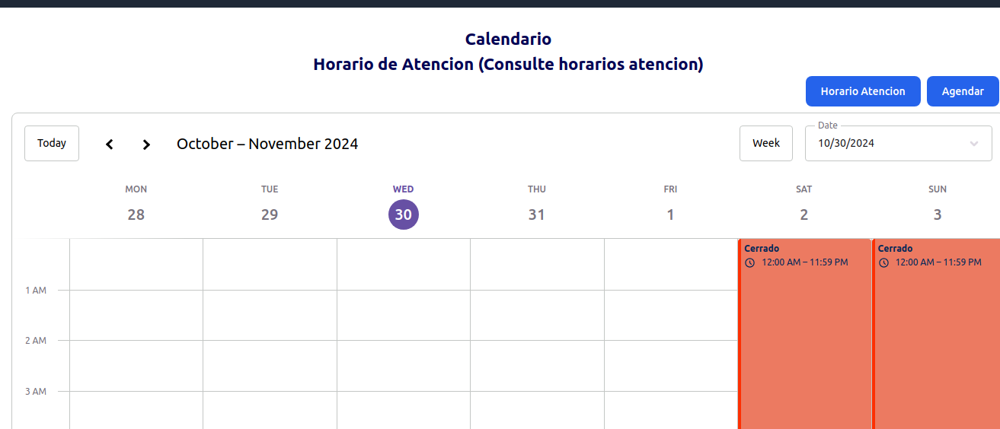 Calendario
Horario de Atencion (Consulte horarios atencion)
Horario Atencion Agendar
Today October – November 2024 Week Date 10/30/2024
MON TUE WED THU FRI SAT SUN
28 29 30 31 1 2 3
Cerrado Cerrado
12:00 AM – 11:59 PM 12:00 AM – 11:59 PM
1 AM
2 AM
3 AM